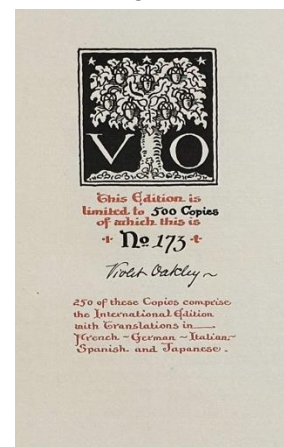 V O
This Edition is
limited to 500 Copies
of which this is
No 173
Violet Oakley
250 of these Copies comprise
the International Edition
with Translations in
French ~ German ~ Italian ~
Spanish and Japanese.